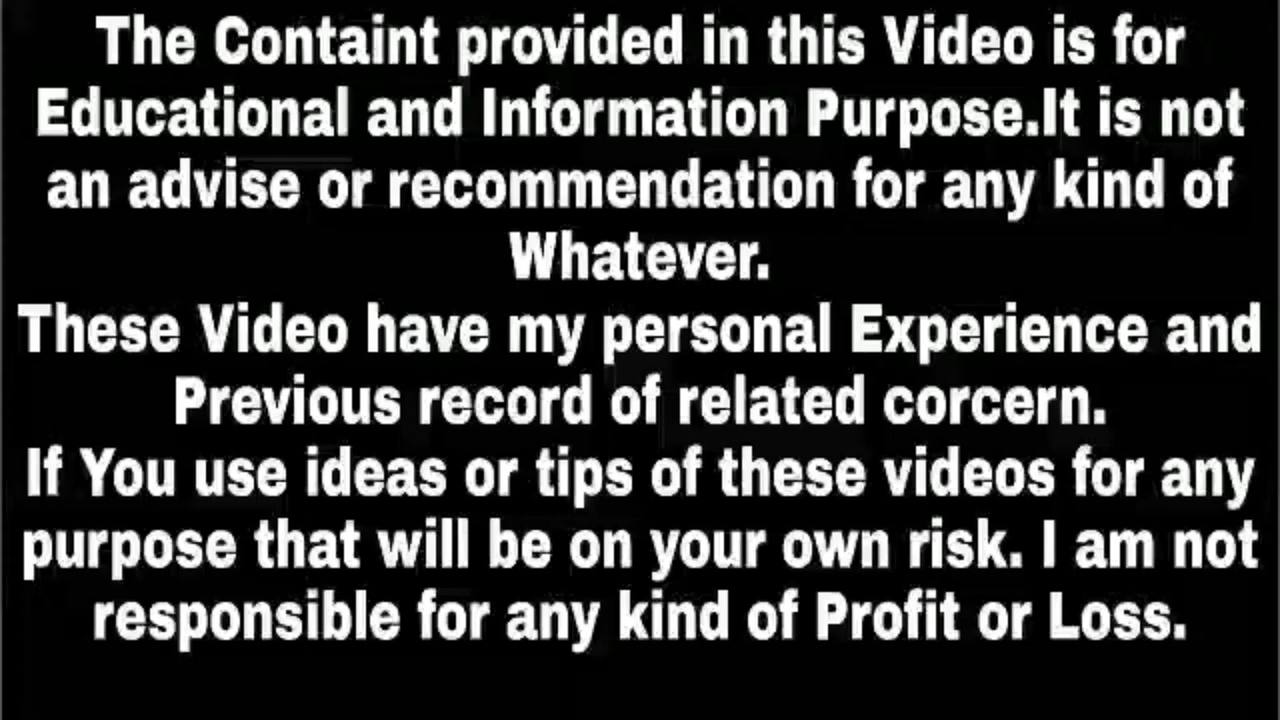 The Containt provided in this Video is for
Educational and Information Purpose.It is not
an advise or recommendation for any kind of
Whatever.
These Video have my personal Experience and
Previous record of related corcern.
If You use ideas or tips of these videos for any
purpose that will be on your own risk. I am not
responsible for any kind of Profit or Loss.